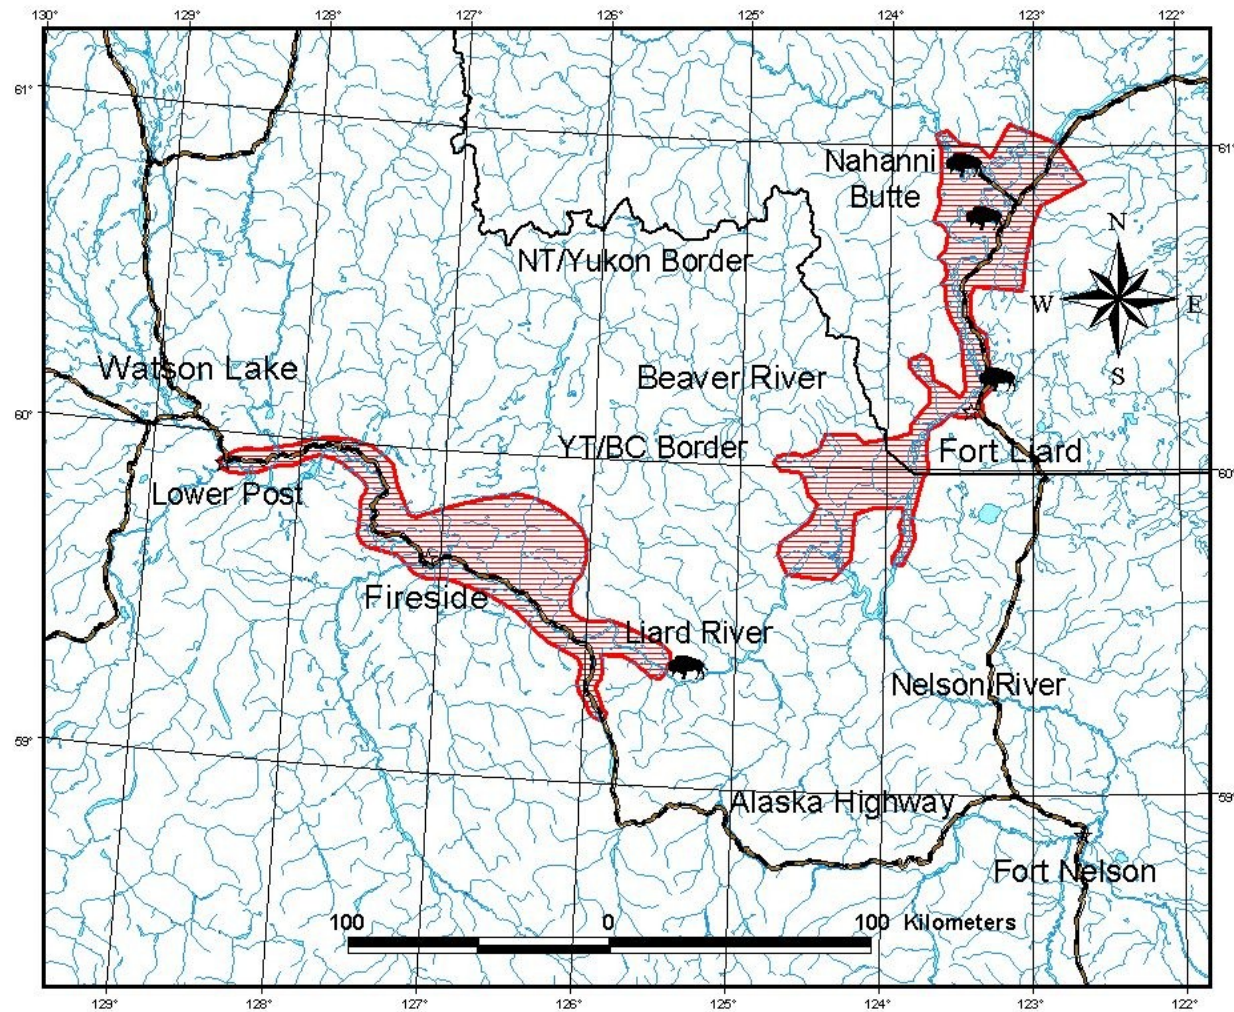 130° 129° 128° 127° 126° 125° 124° 123° 122°
61°
61°
Nahanni
Butte
N
W E
S
NT/Yukon Border
Watson Lake
Beaver River
60°
YT/BC Border
Fort Liard
60°
Lower Post
Fireside
Liard River
Nelson River
59°
59°
Alaska Highway
Fort Nelson
100 0 100 Kilometers
129° 128° 127° 126° 125° 124° 123° 122°